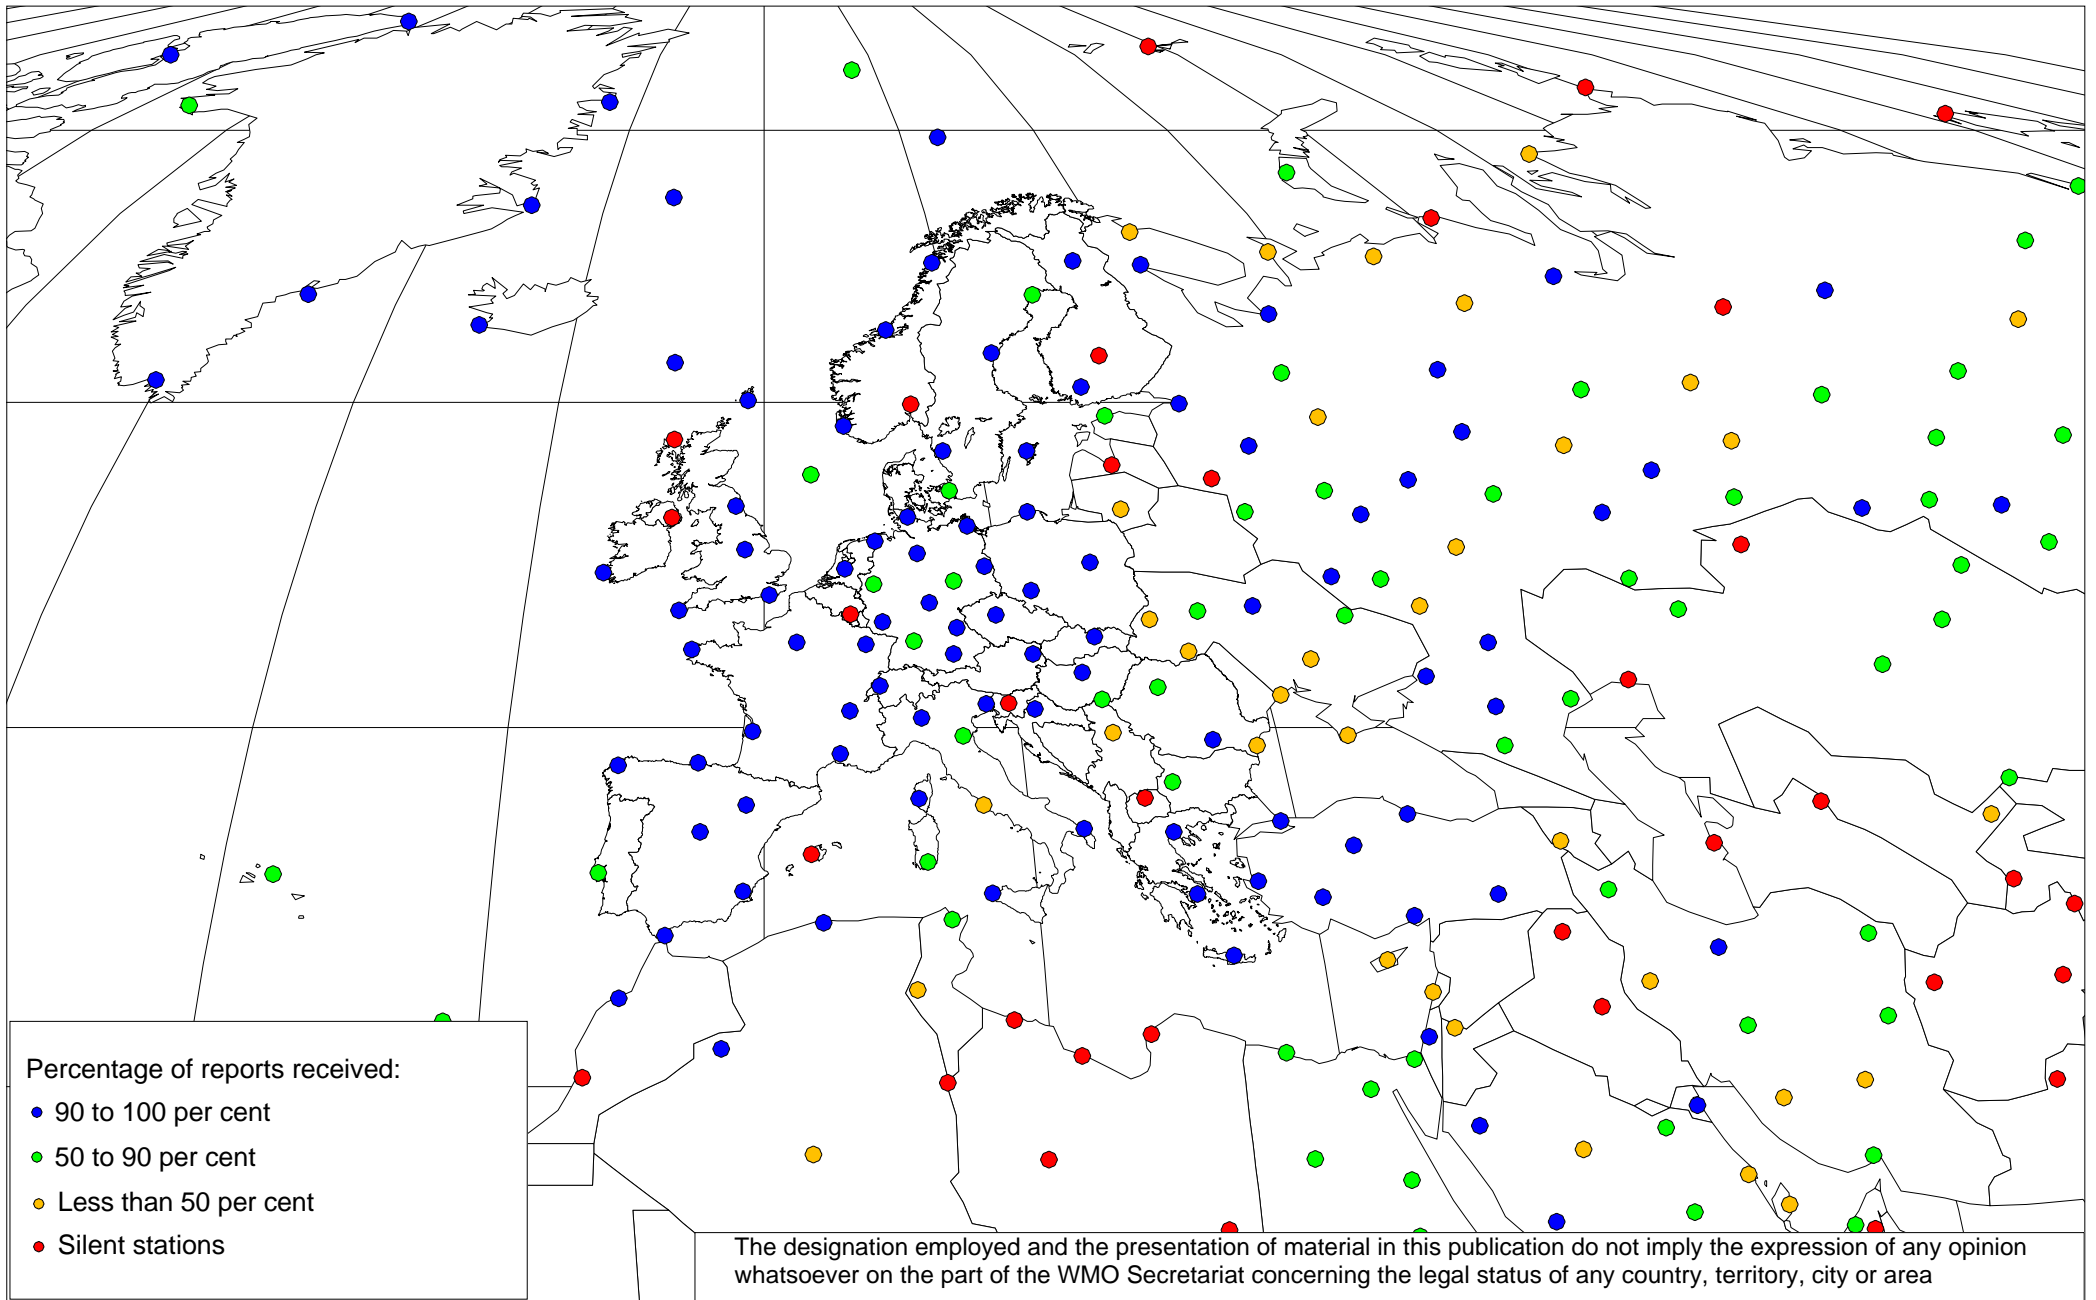 Percentage of reports received:
90 to 100 per cent
50 to 90 per cent
Less than 50 per cent
Silent stations
The designation employed and the presentation of material in this publication do not imply the expression of any opinion
whatsoever on the part of the WMO Secretariat concerning the legal status of any country, territory, city or area